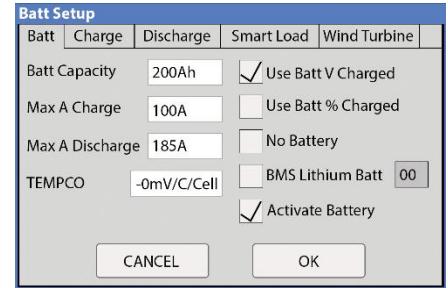 Batt Setup
Batt Charge Discharge Smart Load Wind Turbine
Batt Capacity 200Ah Use Batt V Charged
Max A Charge 100A Use Batt % Charged
Max A Discharge 185A No Battery
TEMPCO -0mV/C/Cell BMS Lithium Batt 00
Activate Battery
CANCEL OK